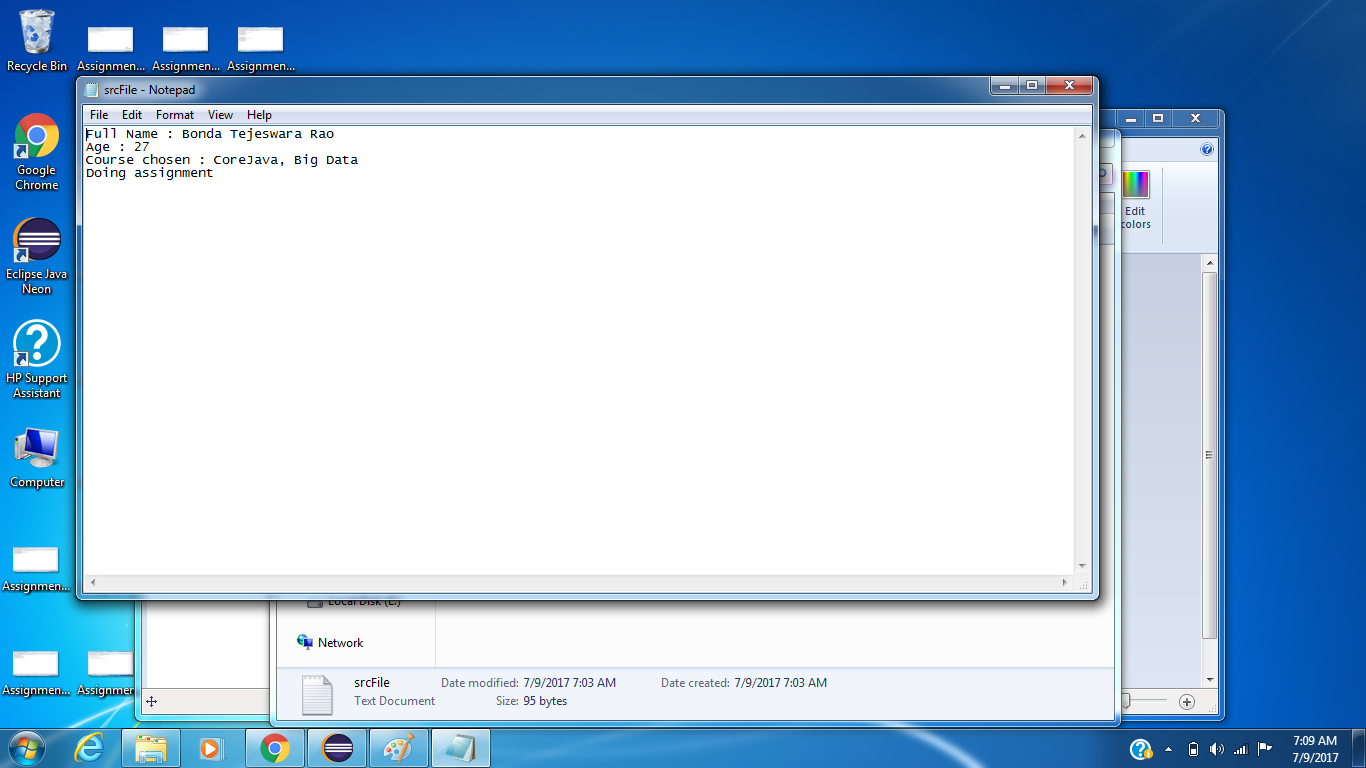 Recycle Bin
Assignmen...
Assignmen...
Assignmen...
srcFile - Notepad
File Edit Format View Help
Full Name : Bonda Tejeswara Rao
Age : 27
Course chosen : CoreJava, Big Data
Doing assignment
Google
Chrome
Eclipse Java
Neon
HP Support
Assistant
Computer
Assignmen...
Assignmen...
Assignmen
Edit
colors
Local Disk (E:)
Network
srcFile
Text Document
Date modified: 7/9/2017 7:03 AM
Size: 95 bytes
Date created: 7/9/2017 7:03 AM
7:09 AM
7/9/2017